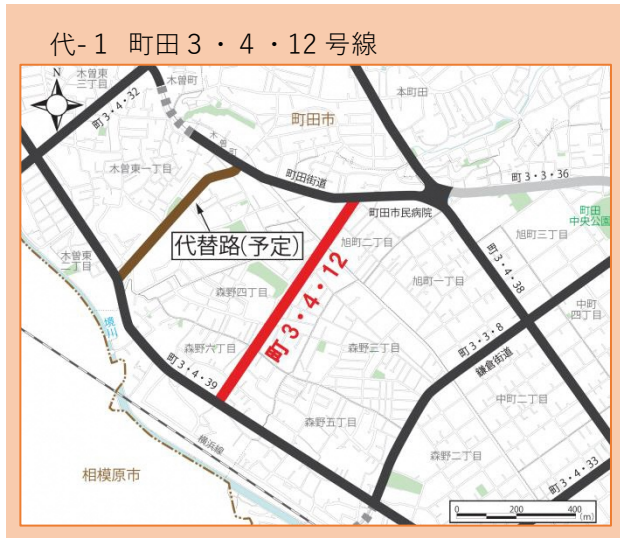 代-1 町田3・4・12号線
N
木曽東
三丁目
木曽町
本町田
町3・4・32
町田市
木曽町
木曽東一丁目
町田街道
町3・3・36
町田市民病院
町田
中央公園
代替路(予定)
旭町二丁目
旭町三丁目
木曽東
二丁目
町3・4・12
旭町一丁目
町3・4・38
森野四丁目
中町
四丁目
境川
森野六丁目
町3・3・8
森野三丁目
鎌倉街道
町3・4・39
中町二丁目
森野五丁目
横浜線
森野二丁目
町3・4・33
相模原市
0 200 400
(m)